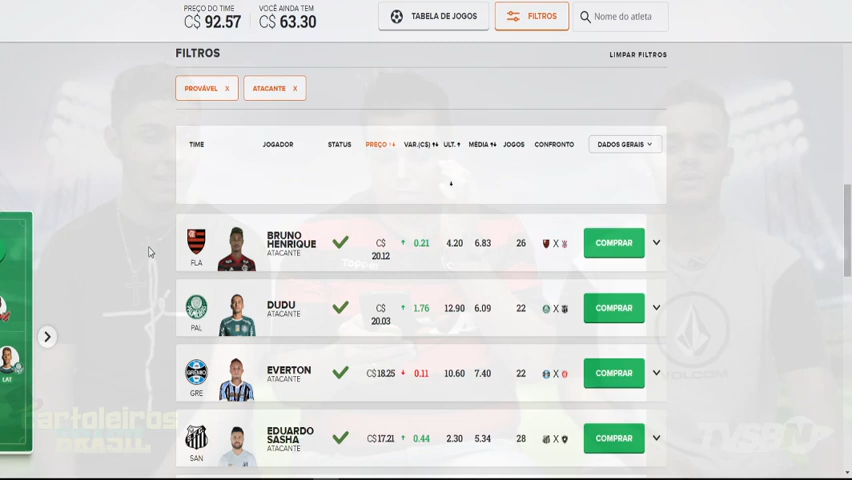 PREÇO DO TIME
C$ 92.57
VOCÊ AINDA TEM
C$ 63.30
TABELA DE JOGOS
FILTROS
Nome do atleta
FILTROS
LIMPAR FILTROS
PROVÁVEL X
ATACANTE X
TIME JOGADOR STATUS PREÇO VAR.(C$) ULT. MÉDIA JOGOS CONFRONTO DADOS GERAIS
BRUNO HENRIQUE
ATACANTE
FLA
C$ 20.12
0.21 4.20 6.83 26 X COMPRAR
DUDU
ATACANTE
PAL
C$ 20.03
1.76 12.90 6.09 22 X COMPRAR
EVERTON
ATACANTE
GRE
C$18.25 0.11 10.60 7.40 22 X COMPRAR
EDUARDO SASHA
ATACANTE
SAN
C$17.21 0.44 2.30 5.34 28 X COMPRAR
LAT
Cartoleiros
BRASIL
VOLCOM